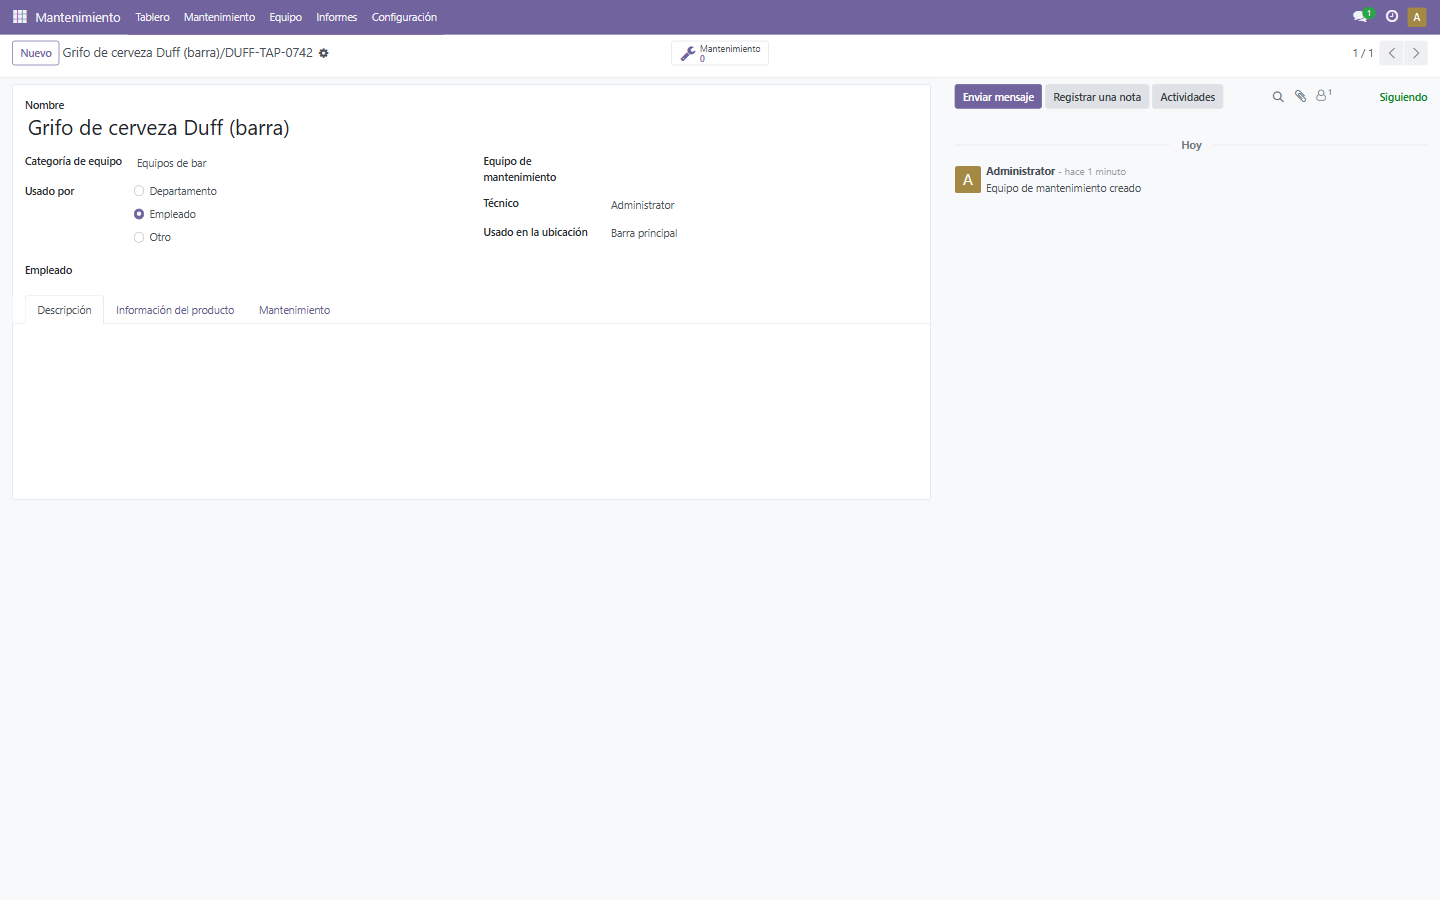 Mantenimiento Tablero Mantenimiento Equipo Informes Configuración 1 A
Nuevo Grifo de cerveza Duff (barra)/DUFF-TAP-0742 Mantenimiento 0 1 / 1
Enviar mensaje Registrar una nota Actividades 1 Siguiendo
Nombre
Grifo de cerveza Duff (barra)
Categoría de equipo Equipos de bar
Usado por Departamento
Empleado
Otro
Empleado
Equipo de
mantenimiento
Técnico Administrator
Usado en la ubicación Barra principal
Descripción Información del producto Mantenimiento
Hoy
A Administrator - hace 1 minuto
Equipo de mantenimiento creado